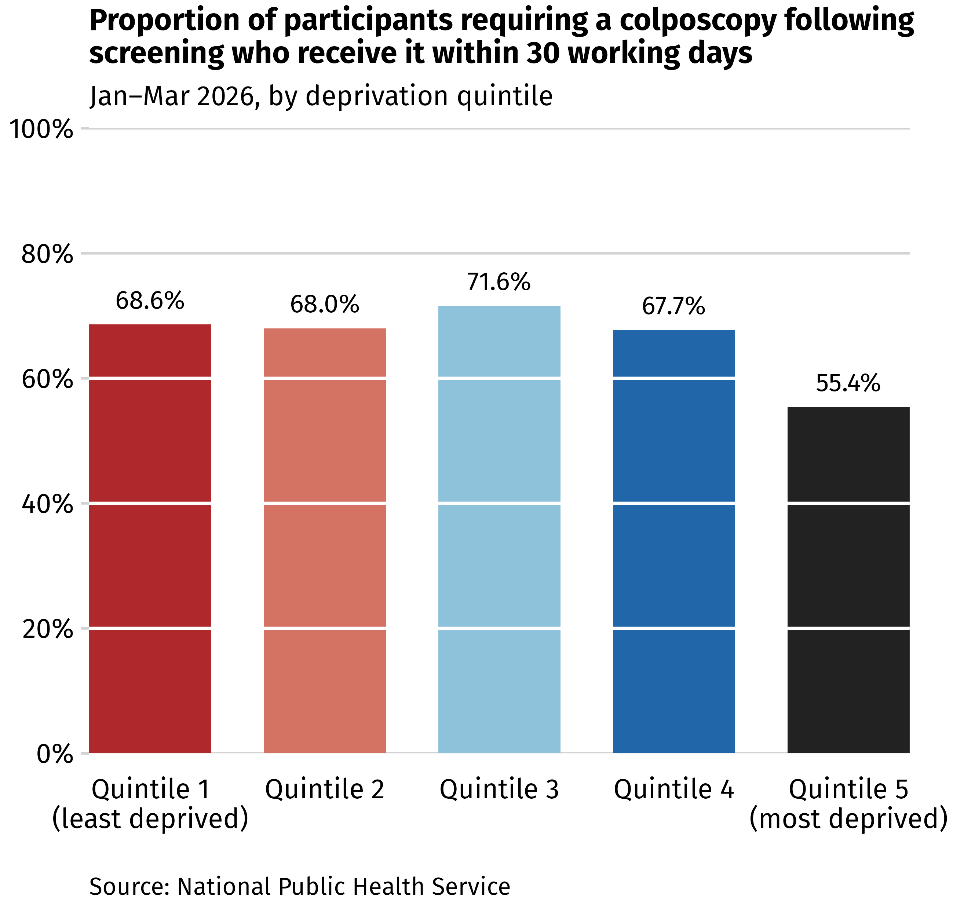 Proportion of participants requiring a colposcopy following
screening who receive it within 30 working days
Jan–Mar 2026, by deprivation quintile
100%
80%
60%
40%
20%
0%
68.6%
68.0%
71.6%
67.7%
55.4%
Quintile 1
(least deprived)
Quintile 2
Quintile 3
Quintile 4
Quintile 5
(most deprived)
Source: National Public Health Service